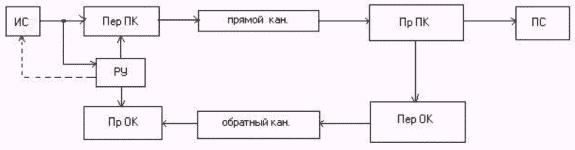 ИС
Пер ПК
прямой кан.
Пр ПК
ПС
РУ
Пр ОК
обратный кан.
Пер ОК